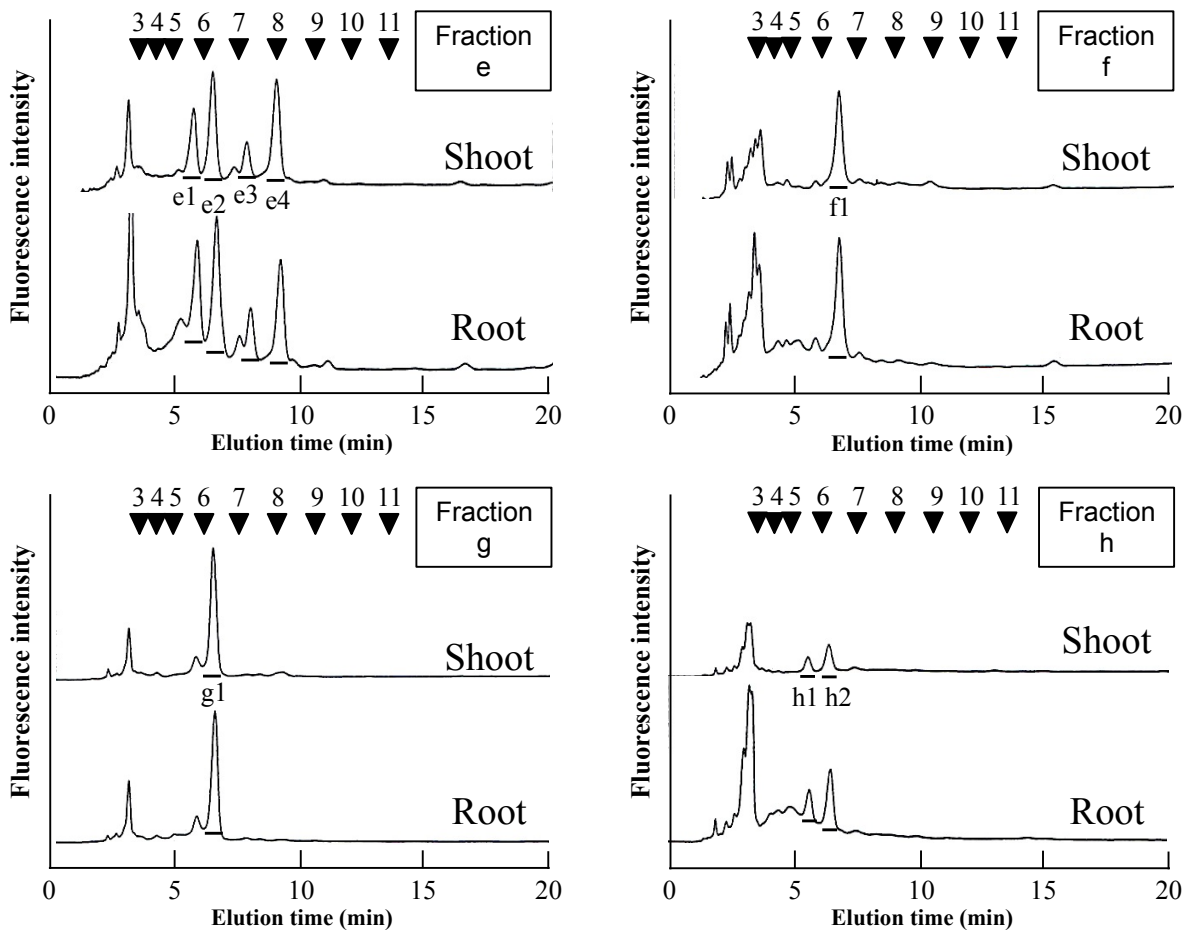 3 4 5 6 7 8 9 10 11
Fraction
e
Fluorescence intensity
Shoot
e1 e2 e3 e4
Root
0 5 10 15 20
Elution time (min)
3 4 5 6 7 8 9 10 11
Fraction
f
Fluorescence intensity
Shoot
f1
Root
0 5 10 15 20
Elution time (min)
3 4 5 6 7 8 9 10 11
Fraction
g
Fluorescence intensity
Shoot
g1
Root
0 5 10 15 20
Elution time (min)
3 4 5 6 7 8 9 10 11
Fraction
h
Fluorescence intensity
Shoot
h1 h2
Root
0 5 10 15 20
Elution time (min)